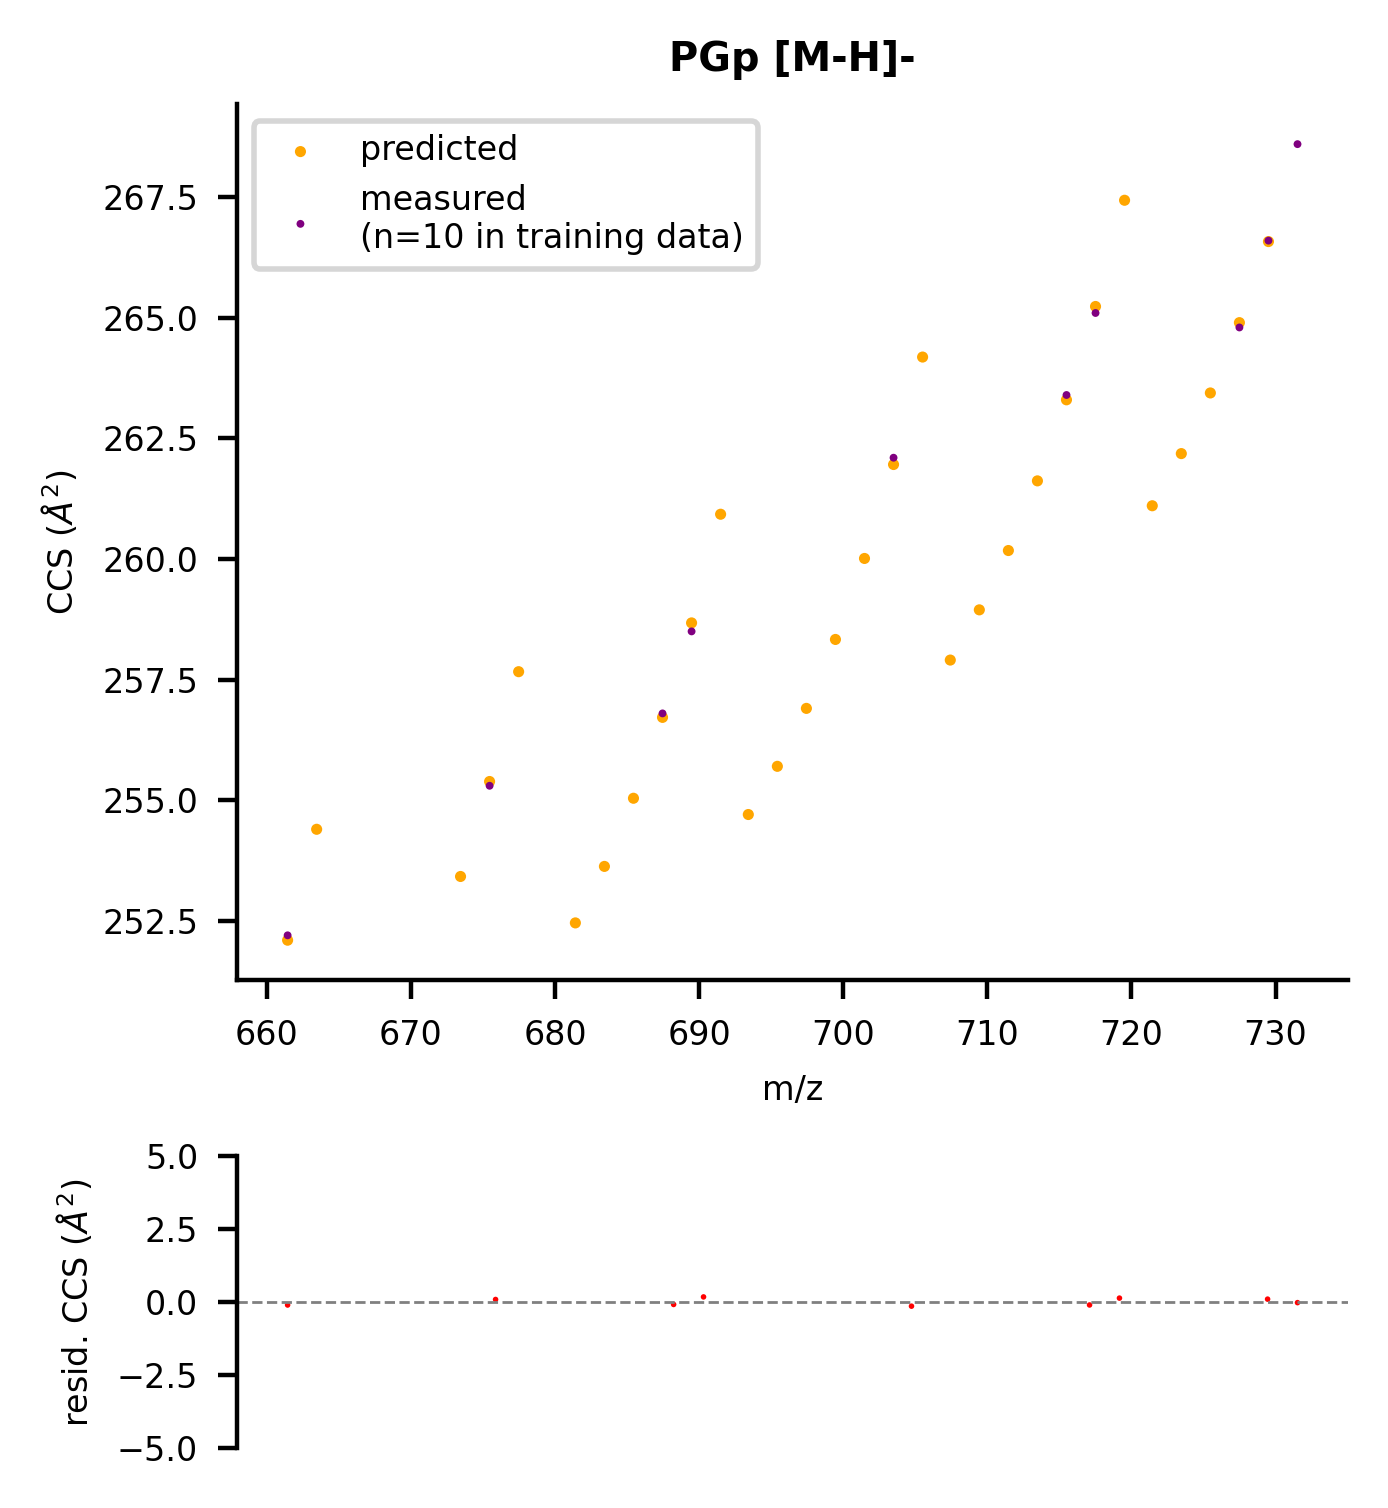 PGp [M-H]-
predicted
measured
(n=10 in training data)
CCS (Å²)
267.5
265.0
262.5
260.0
257.5
255.0
252.5
660 670 680 690 700 710 720 730
m/z
resid. CCS (Å²)
5.0
2.5
0.0
−2.5
−5.0